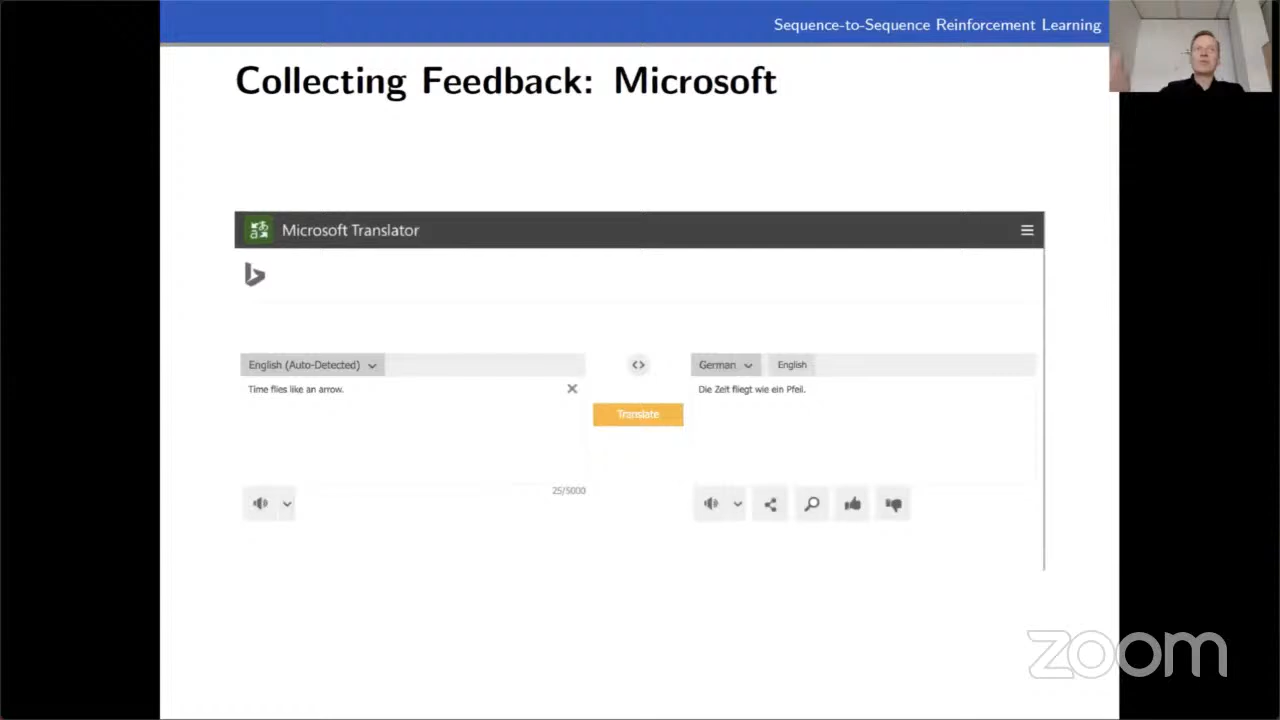 Sequence-to-Sequence Reinforcement Learning
Collecting Feedback: Microsoft
Microsoft Translator
English (Auto-Detected)
German English
Time flies like an arrow.
Die Zeit fliegt wie ein Pfeil.
Translate
25/5000
zoom